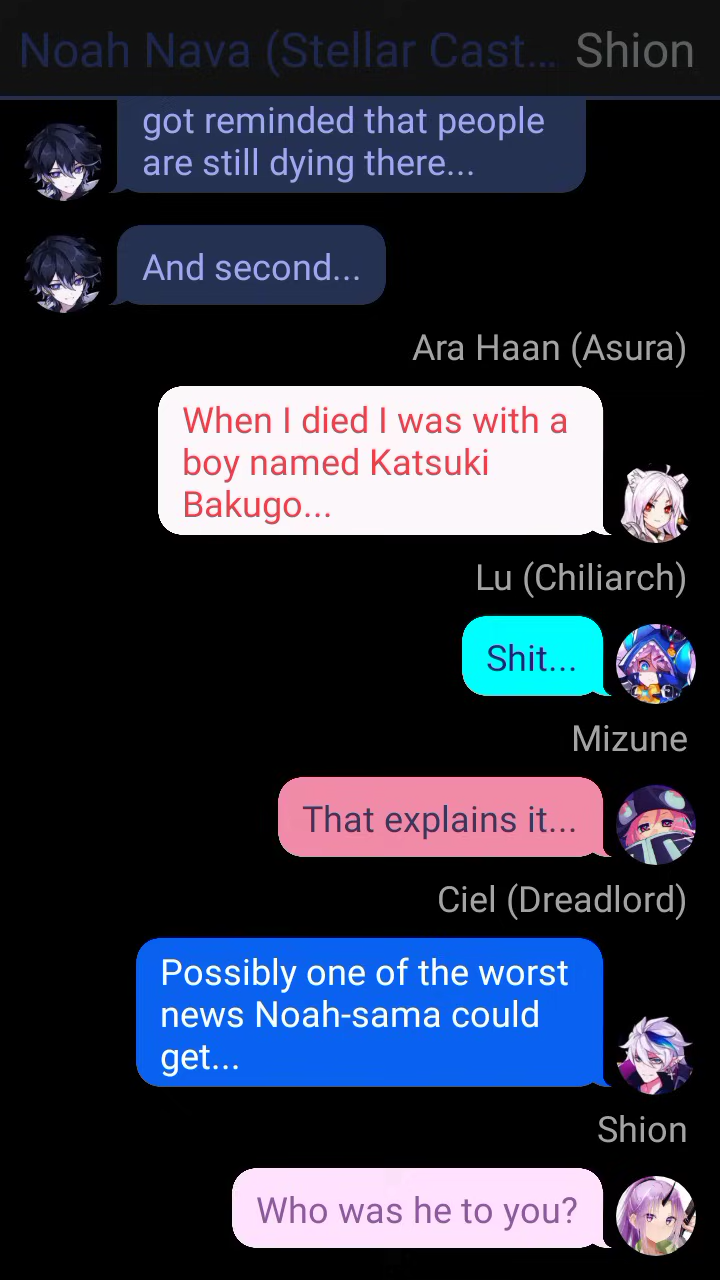 Noah Nava (Stellar Cast... Shion
got reminded that people
are still dying there...
And second...
Ara Haan (Asura)
When I died I was with a
boy named Katsuki
Bakugo...
Lu (Chiliarch)
Shit...
Mizune
That explains it...
Ciel (Dreadlord)
Possibly one of the worst
news Noah-sama could
get...
Shion
Who was he to you?